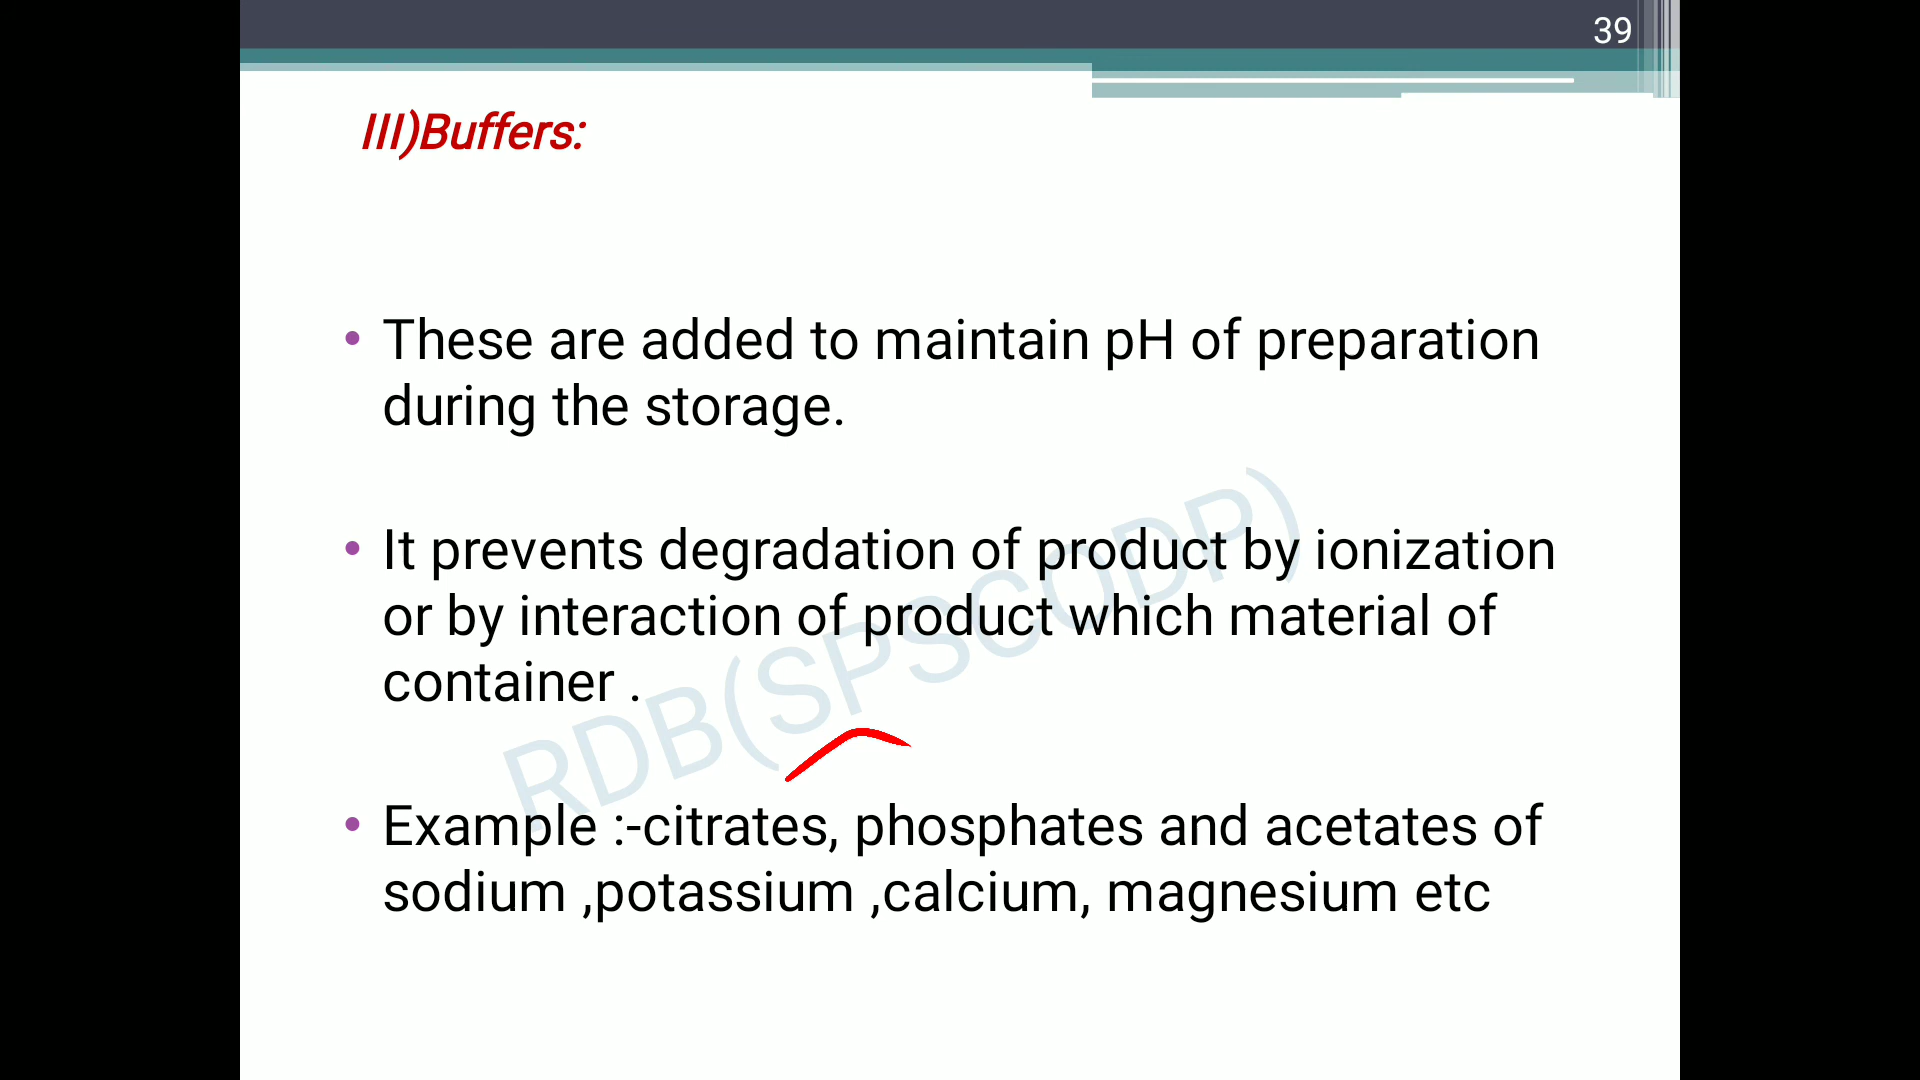 39
III)Buffers:
• These are added to maintain pH of preparation
during the storage.
• It prevents degradation of product by ionization
or by interaction of product which material of
container .
RDB(SPSCODP)
• Example :-citrates, phosphates and acetates of
sodium ,potassium ,calcium, magnesium etc